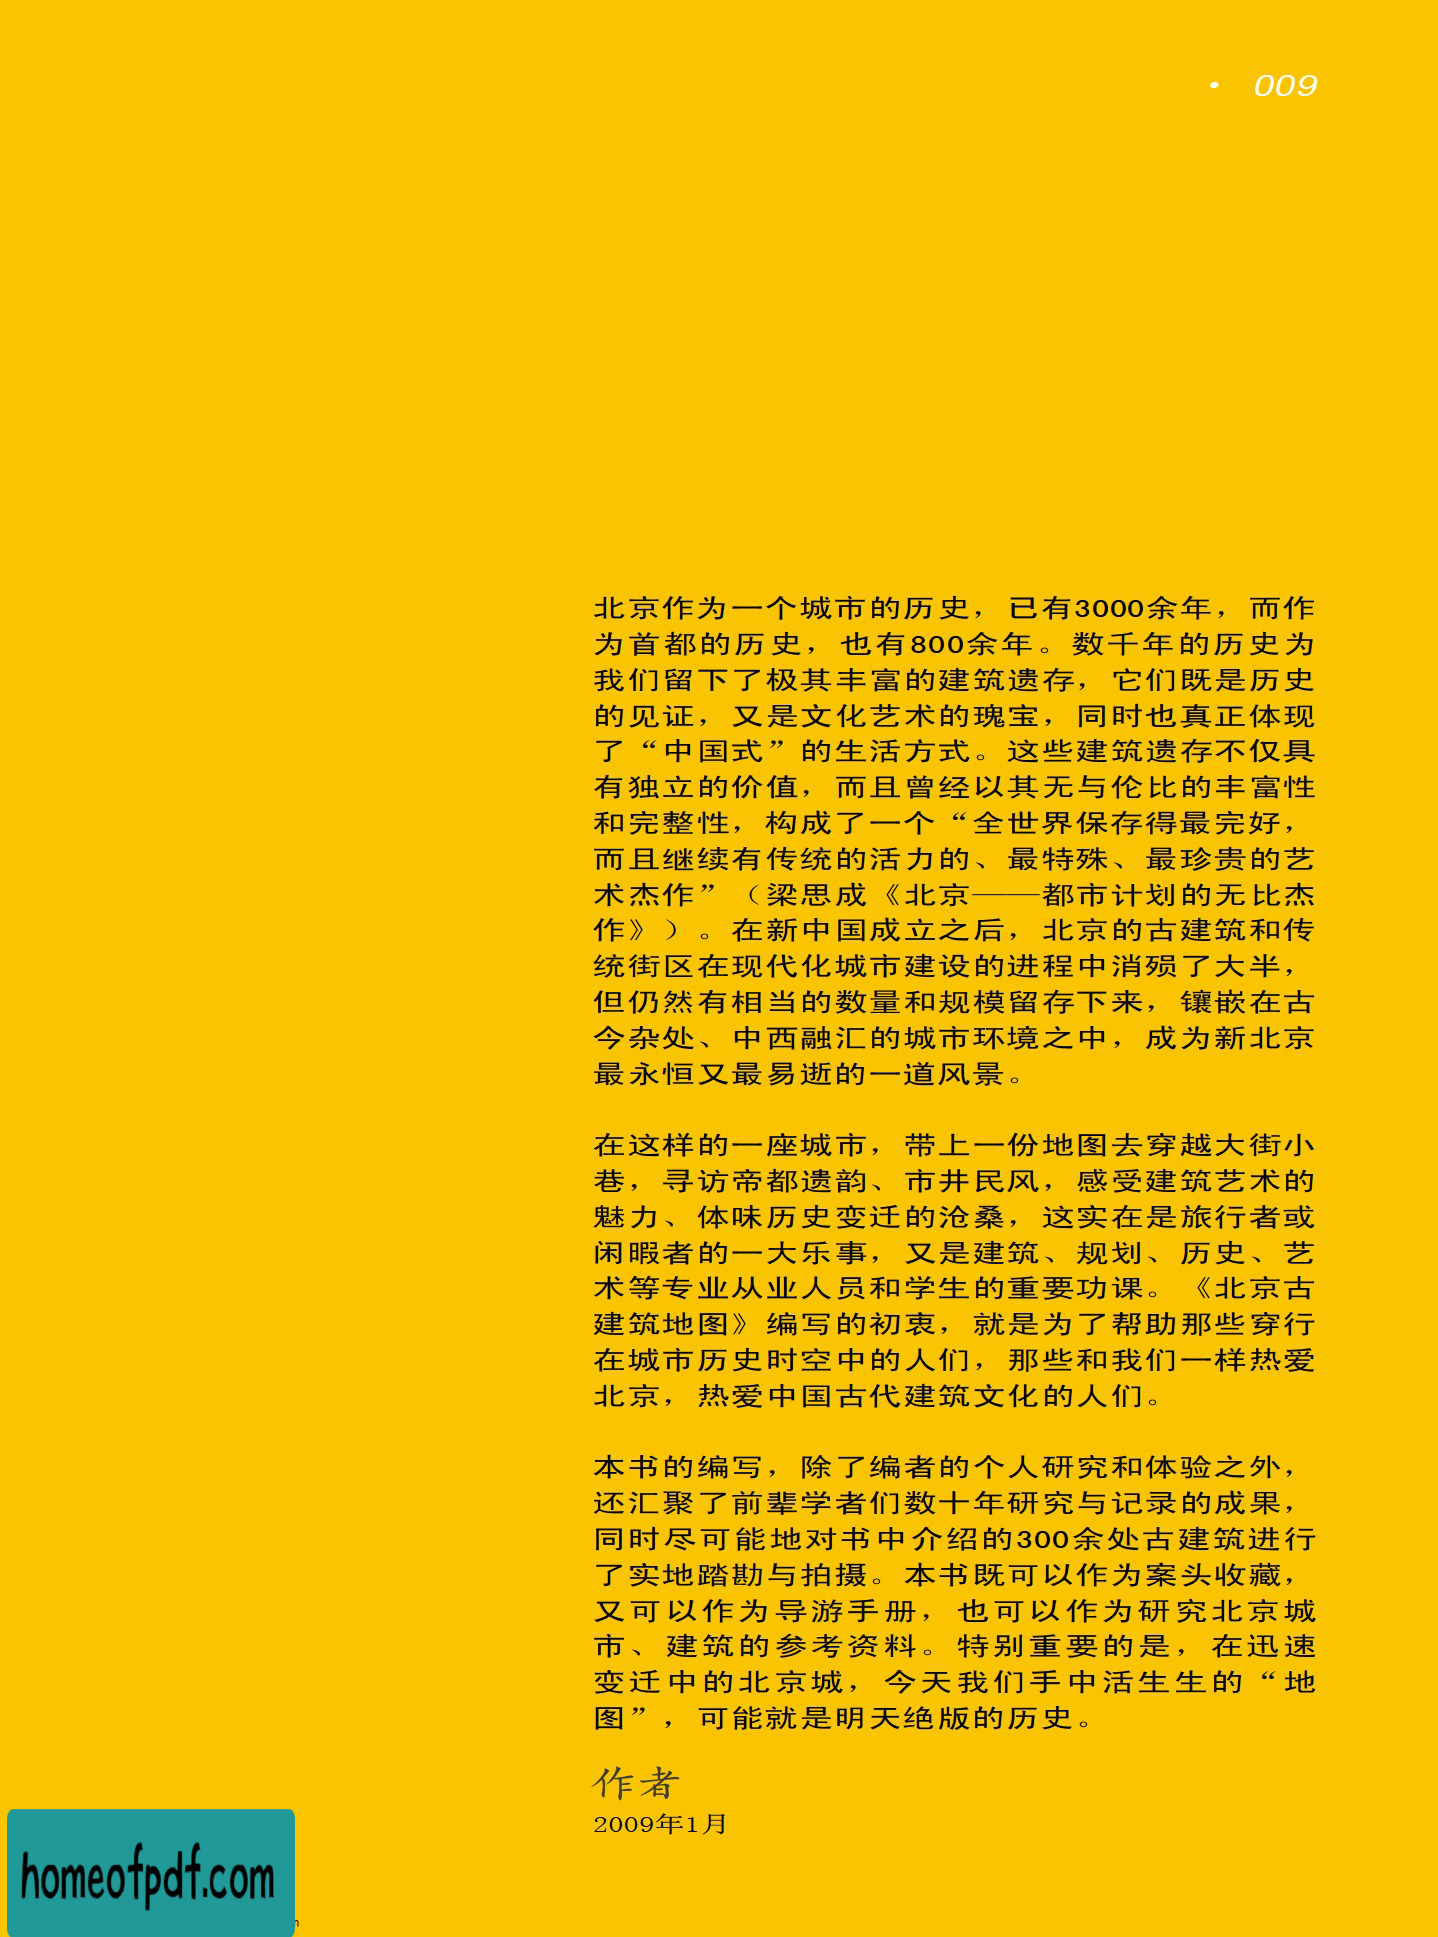 • 009
北京作为一个城市的历史，已有3000余年，而作
为首都的历史，也有800余年。数千年的历史为
我们留下了极其丰富的建筑遗存，它们既是历史
的见证，又是文化艺术的瑰宝，同时也真正体现
了“中国式”的生活方式。这些建筑遗存不仅具
有独立的价值，而且曾经以其无与伦比的丰富性
和完整性，构成了一个“全世界保存得最完好，
而且继续有传统的活力的、最特殊、最珍贵的艺
术杰作”（梁思成《北京——都市计划的无比杰
作》）。在新中国成立之后，北京的古建筑和传
统街区在现代化城市建设的进程中消殒了大半，
但仍然有相当的数量和规模留存下来，镶嵌在古
今杂处、中西融汇的城市环境之中，成为新北京
最永恒又最易逝的一道风景。
在这样的一座城市，带上一份地图去穿越大街小
巷，寻访帝都遗韵、市井民风，感受建筑艺术的
魅力、体味历史变迁的沧桑，这实在是旅行者或
闲暇者的一大乐事，又是建筑、规划、历史、艺
术等专业从业人员和学生的重要功课。《北京古
建筑地图》编写的初衷，就是为了帮助那些穿行
在城市历史时空中的人们，那些和我们一样热爱
北京，热爱中国古代建筑文化的人们。
本书的编写，除了编者的个人研究和体验之外，
还汇聚了前辈学者们数十年研究与记录的成果，
同时尽可能地对书中介绍的300余处古建筑进行
了实地踏勘与拍摄。本书既可以作为案头收藏，
又可以作为导游手册，也可以作为研究北京城
市、建筑的参考资料。特别重要的是，在迅速
变迁中的北京城，今天我们手中活生生的“地
图”，可能就是明天绝版的历史。
作者
2009年1月
homeofpdf.com